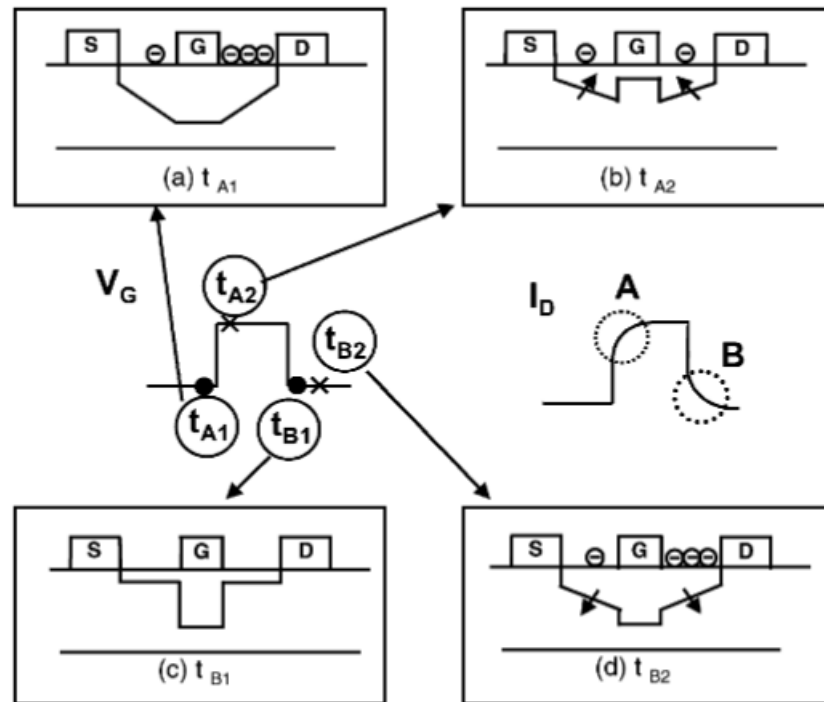 S G D
(a) t A1
S G D
(b) t A2
V G
t A2
t B2
t A1
t B1
I D
A
B
S G D
(c) t B1
S G D
(d) t B2